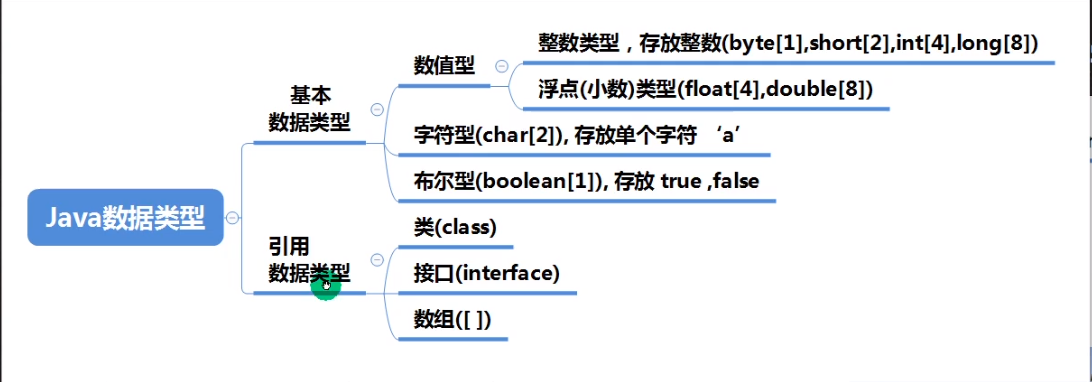 Java数据类型
基本
数据类型
数值型
整数类型，存放整数(byte[1],short[2],int[4],long[8])
浮点(小数)类型(float[4],double[8])
字符型(char[2]), 存放单个字符 ‘a’
布尔型(boolean[1]), 存放 true ,false
引用
数据类型
类(class)
接口(interface)
数组([ ])